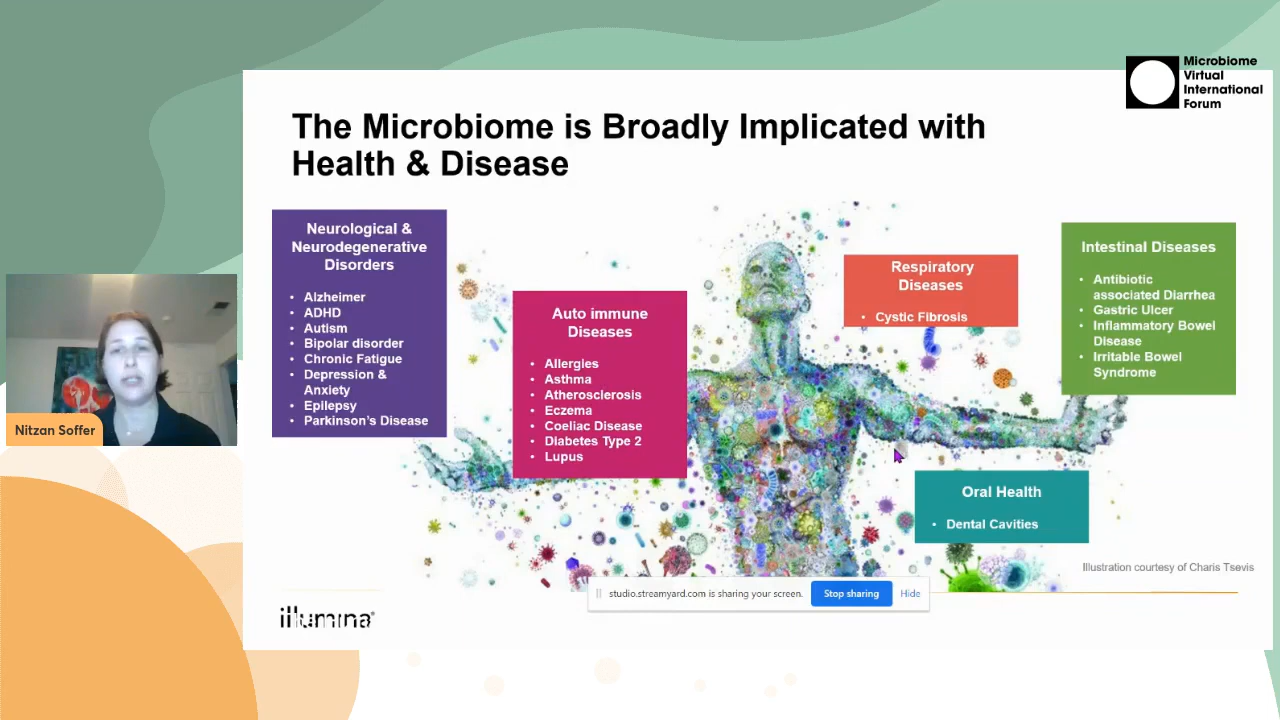 Microbiome
Virtual
International
Forum
The Microbiome is Broadly Implicated with
Health & Disease
Neurological &
Neurodegenerative
Disorders
• Alzheimer
• ADHD
• Autism
• Bipolar disorder
• Chronic Fatigue
• Depression &
Anxiety
• Epilepsy
• Parkinson's Disease
Auto immune
Diseases
• Allergies
• Asthma
• Atherosclerosis
• Eczema
• Coeliac Disease
• Diabetes Type 2
• Lupus
Respiratory
Diseases
• Cystic Fibrosis
Intestinal Diseases
• Antibiotic
associated Diarrhea
• Gastric Ulcer
• Inflammatory Bowel
Disease
• Irritable Bowel
Syndrome
Oral Health
• Dental Cavities
Nitzan Soffer
Illustration courtesy of Charis Tsevis
studio.streamyard.com is sharing your screen.
Stop sharing
Hide
illumina®